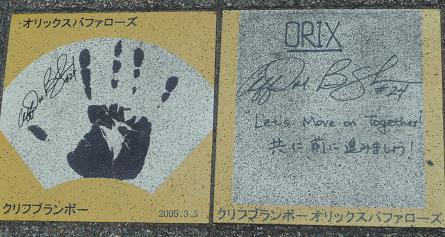 オリックスバファローズ
クリフブランボー
2005.3.5
ORIX
#24
Let's Move on Together!
共に前に進みましょう!
クリフブランボー オリックスバファローズ